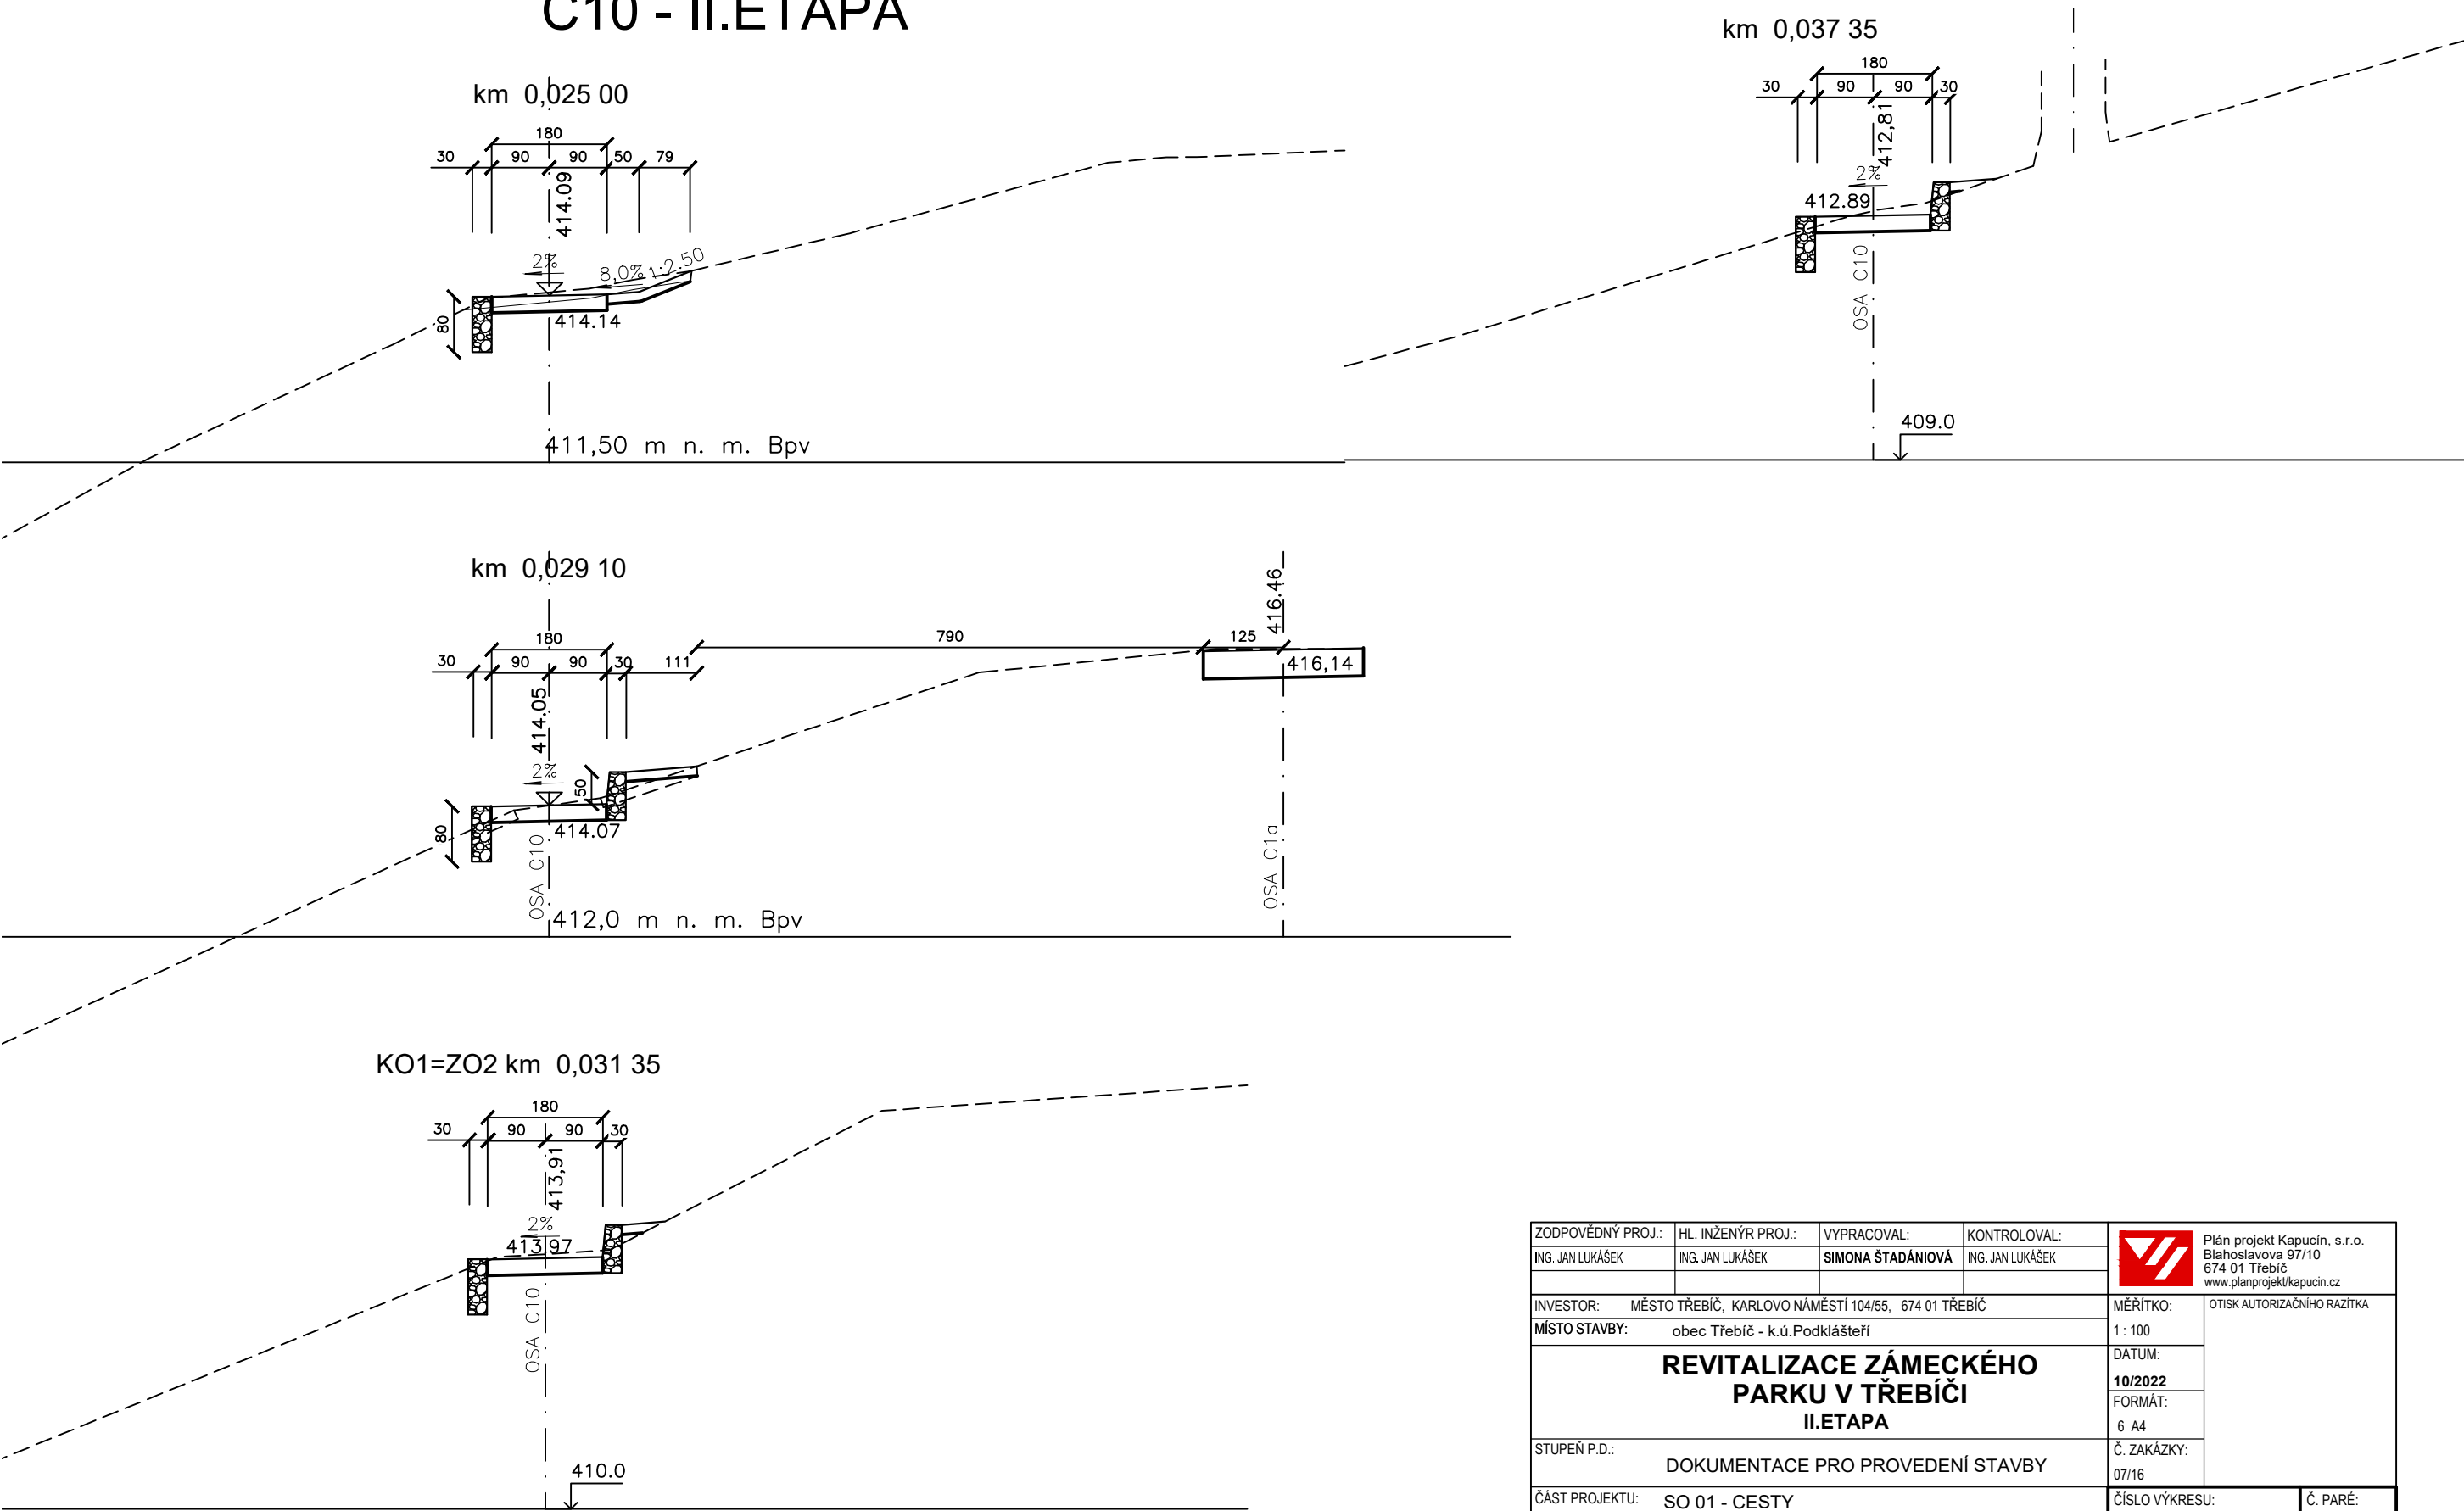 C10 - II.ETAPA
km 0,025 00
180
30 90 90 50 79
414.09
2%
8,0% 1:2.50
80
414.14
411,50 m n. m. Bpv
km 0,037 35
180
30 90 90 30
412,81
2%
412.89
OSA C10
409.0
km 0,029 10
180
30 90 90 30 111
790
125
416.46
416,14
414.05
2%
50
80
414.07
OSA C10
OSA C1a
412,0 m n. m. Bpv
KO1=ZO2 km 0,031 35
180
30 90 90 30
413,91
2%
413,97
OSA C10
410.0
ZODPOVĚDNÝ PROJ.: HL. INŽENÝR PROJ.: VYPRACOVAL: KONTROLOVAL:
ING. JAN LUKÁŠEK ING. JAN LUKÁŠEK SIMONA ŠTADÁNIOVÁ ING. JAN LUKÁŠEK
Plán projekt Kapucín, s.r.o.
Blahoslavova 97/10
674 01 Třebíč
www.planprojekt/kapucin.cz
INVESTOR: MĚSTO TŘEBÍČ, KARLOVO NÁMĚSTÍ 104/55, 674 01 TŘEBÍČ
MÍSTO STAVBY: obec Třebíč - k.ú.Podklášteří
MĚŘÍTKO:
1 : 100
OTISK AUTORIZAČNÍHO RAZÍTKA
REVITALIZACE ZÁMECKÉHO
PARKU V TŘEBÍČI
II.ETAPA
DATUM:
10/2022
FORMÁT:
6 A4
STUPEŇ P.D.:
DOKUMENTACE PRO PROVEDENÍ STAVBY
Č. ZAKÁZKY:
07/16
ČÁST PROJEKTU: SO 01 - CESTY
ČÍSLO VÝKRESU: Č. PARÉ: